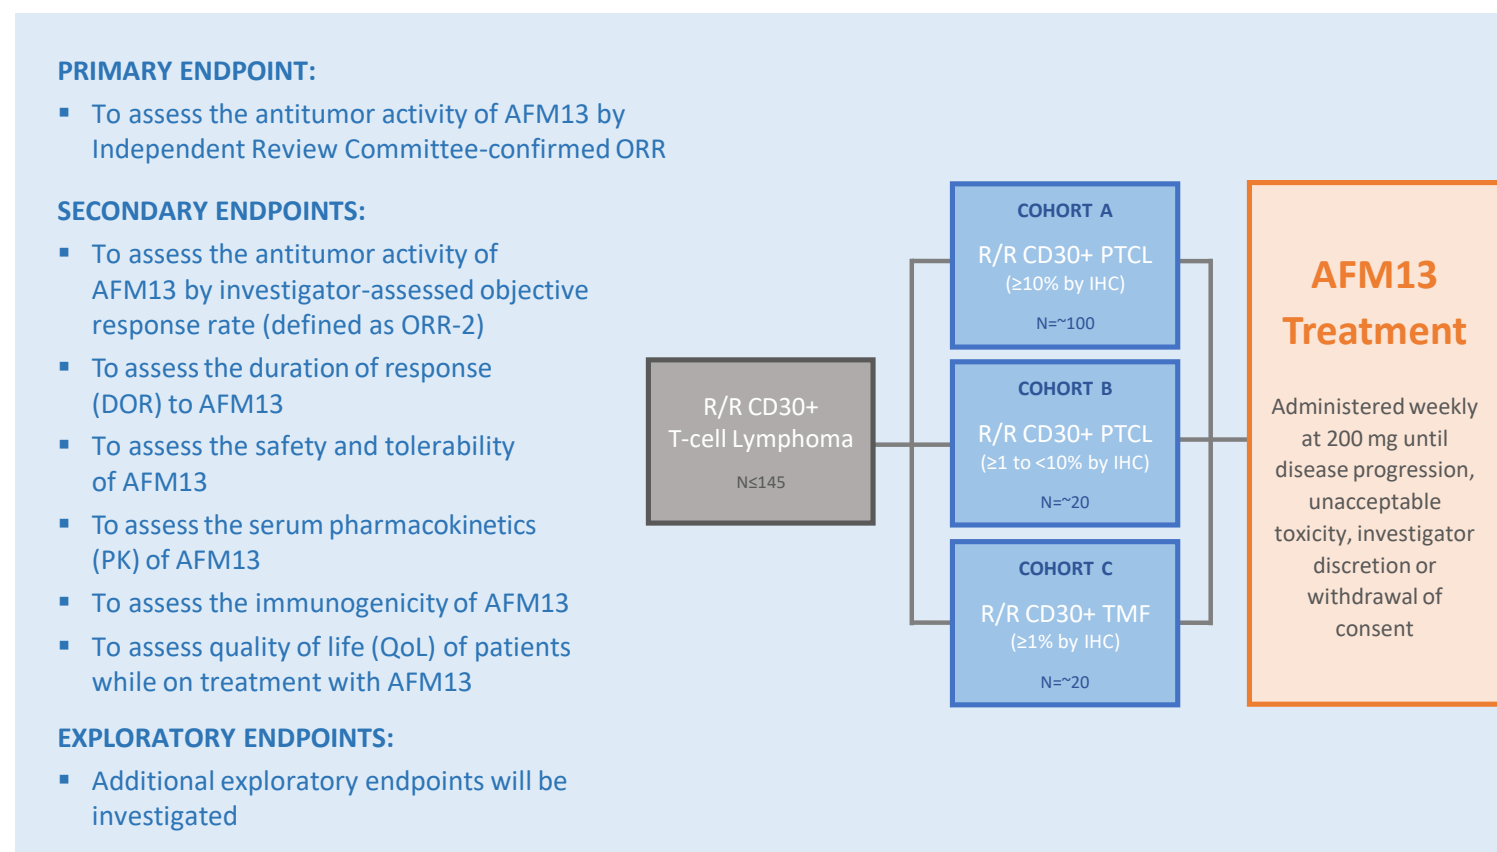 PRIMARY ENDPOINT:
▪ To assess the antitumor activity of AFM13 by
Independent Review Committee-confirmed ORR
SECONDARY ENDPOINTS:
▪ To assess the antitumor activity of
AFM13 by investigator-assessed objective
response rate (defined as ORR-2)
▪ To assess the duration of response
(DOR) to AFM13
▪ To assess the safety and tolerability
of AFM13
▪ To assess the serum pharmacokinetics
(PK) of AFM13
▪ To assess the immunogenicity of AFM13
▪ To assess quality of life (QoL) of patients
while on treatment with AFM13
EXPLORATORY ENDPOINTS:
▪ Additional exploratory endpoints will be
investigated
R/R CD30+
T-cell Lymphoma
N≤145
COHORT A
R/R CD30+ PTCL
(≥10% by IHC)
N=~100
COHORT B
R/R CD30+ PTCL
(≥1 to <10% by IHC)
N=~20
COHORT C
R/R CD30+ TMF
(≥1% by IHC)
N=~20
AFM13
Treatment
Administered weekly
at 200 mg until
disease progression,
unacceptable
toxicity, investigator
discretion or
withdrawal of
consent